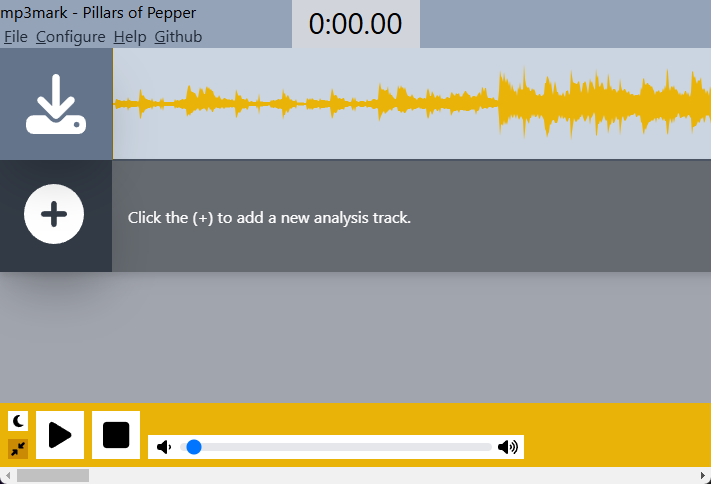 mp3mark - Pillars of Pepper
0:00.00
File Configure Help Github
Click the (+) to add a new analysis track.